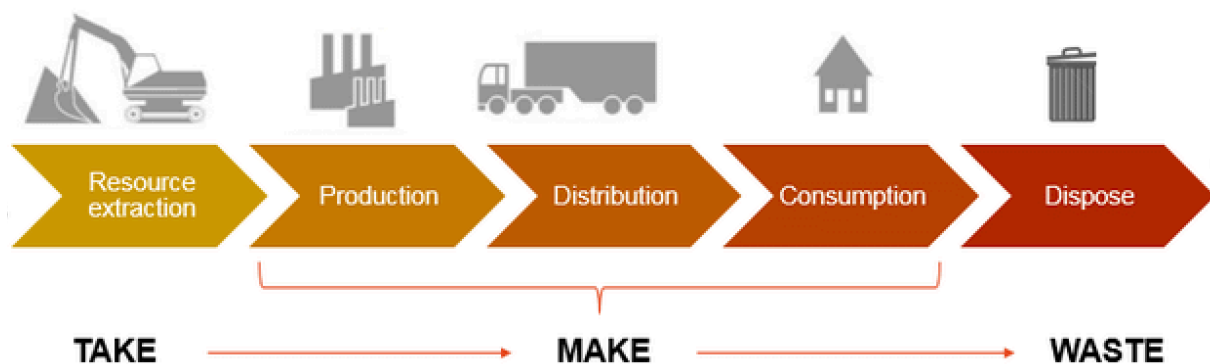 Resource
extraction
Production
Distribution
Consumption
Dispose
TAKE
MAKE
WASTE